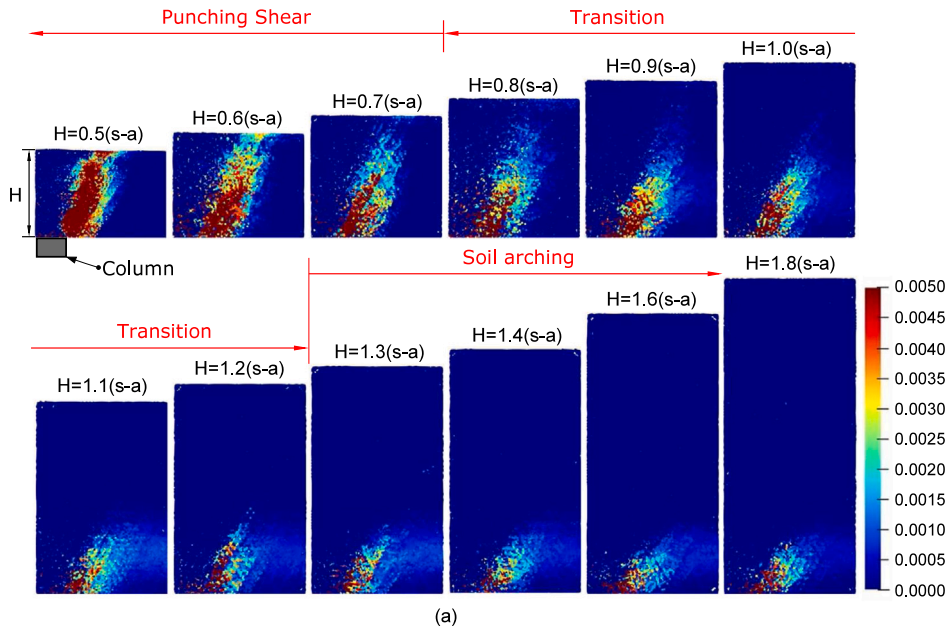 Punching Shear
Transition
H=0.5(s-a)
H=0.6(s-a)
H=0.7(s-a)
H=0.8(s-a)
H=0.9(s-a)
H=1.0(s-a)
H
Column
Transition
Soil arching
H=1.1(s-a)
H=1.2(s-a)
H=1.3(s-a)
H=1.4(s-a)
H=1.6(s-a)
H=1.8(s-a)
0.0050
0.0045
0.0040
0.0035
0.0030
0.0025
0.0020
0.0015
0.0010
0.0005
0.0000
(a)